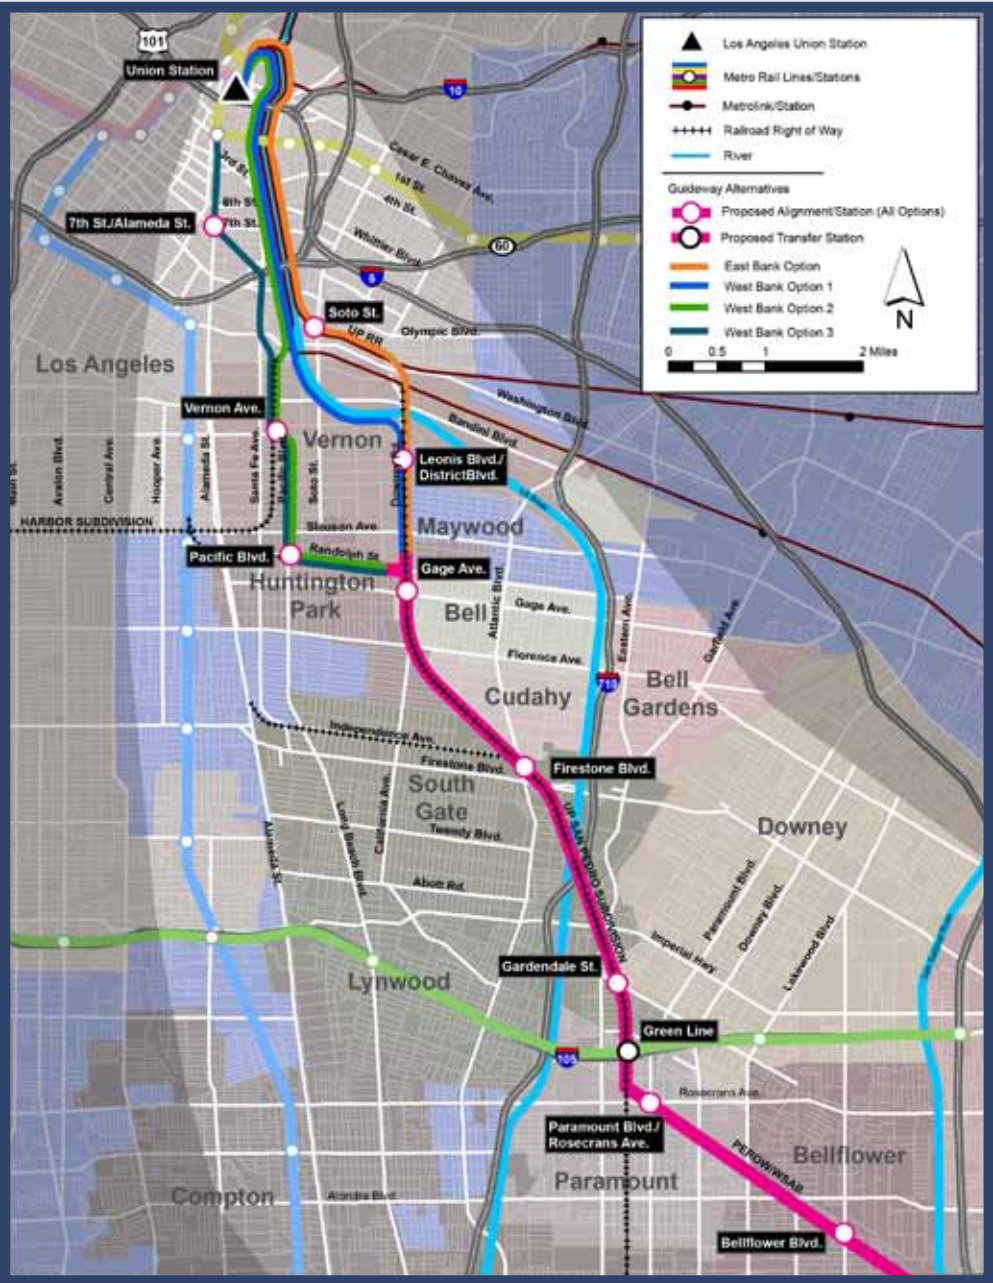 101
Union Station
10
3rd St.
6th St.
7th St.
7th St./Alameda St.
Cesar E. Chavez Ave.
1st St.
4th St.
Whittier Blvd.
60
5
Soto St.
UP RR
Olympic Blvd.
Los Angeles Union Station
Metro Rail Lines/Stations
Metrolink/Station
Railroad Right of Way
River
Guideway Alternatives
Proposed Alignment/Station (All Options)
Proposed Transfer Station
East Bank Option
West Bank Option 1
West Bank Option 2
West Bank Option 3
N
0 0.5 1 2 Miles
Los Angeles
Washington Blvd.
Bandini Blvd.
Vernon Ave.
Vernon
Leonis Blvd./
DistrictBlvd.
Main St.
Avalon Blvd.
Central Ave.
Hooper Ave.
Alameda St.
Santa Fe Ave.
Pacific Blvd.
Soto St.
HARBOR SUBDIVISION
Slauson Ave.
Maywood
Pacific Blvd.
Randolph St.
Gage Ave.
Huntington
Park
Bell
Atlantic Blvd.
Gage Ave.
Eastern Ave.
Garfield Ave.
Florence Ave.
710
Bell
Gardens
Cudahy
Independence Ave.
Firestone Blvd.
Firestone Blvd.
South
Gate
California Ave.
Long Beach Blvd.
Alameda St.
Tweedy Blvd.
Abott Rd.
UP SAN PEDRO SUBDIVISION
Downey
Paramount Blvd.
Downey Blvd.
Lakewood Blvd.
Imperial Hwy
Gardendale St.
Lynwood
Green Line
105
Rosecrans Ave.
Paramount Blvd./
Rosecrans Ave.
PEROW/WSAB
Bellflower
Paramount
Compton
Alondra Blvd.
Bellflower Blvd.